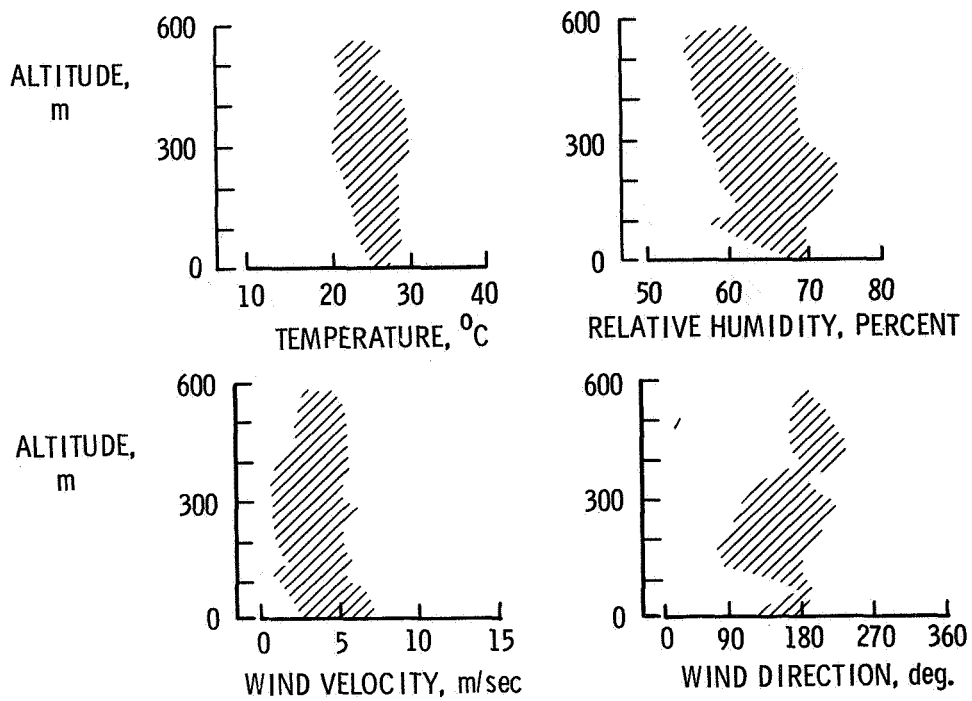 600
ALTITUDE,
m
300
0
10 20 30 40
TEMPERATURE, °C
600
300
0
50 60 70 80
RELATIVE HUMIDITY, PERCENT
600
ALTITUDE,
m
300
0
0 5 10 15
WIND VELOCITY, m/sec
600
300
0
0 90 180 270 360
WIND DIRECTION, deg.